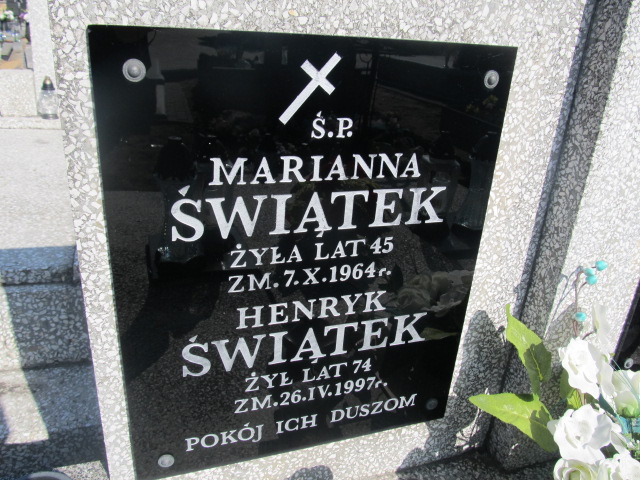 Ś.P.
MARIANNA
ŚWIĄTEK
ŻYŁA LAT 45
ZM. 7. X. 1964 r.
HENRYK
ŚWIĄTEK
ŻYŁ LAT 74
ZM. 26. IV. 1997 r.
POKÓJ ICH DUSZOM